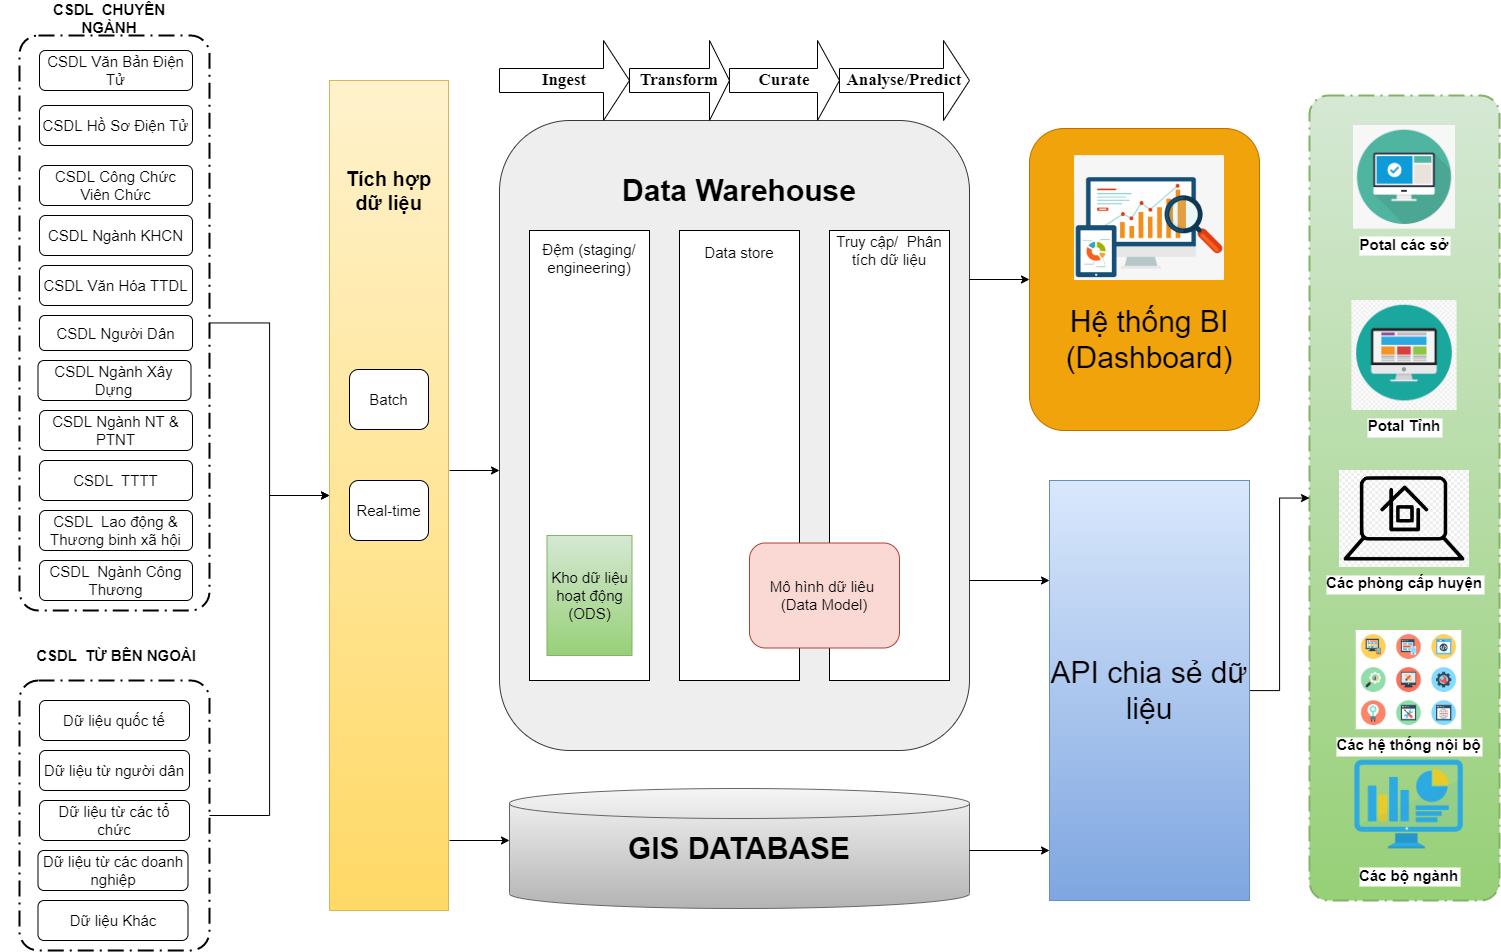 CSDL CHUYÊN
NGÀNH
CSDL Văn Bản Điện
Tử
CSDL Hồ Sơ Điện Tử
CSDL Công Chức
Viên Chức
CSDL Ngành KHCN
CSDL Văn Hóa TTDL
CSDL Người Dân
CSDL Ngành Xây
Dựng
CSDL Ngành NT &
PTNT
CSDL TTTT
CSDL Lao động &
Thương binh xã hội
CSDL Ngành Công
Thương
CSDL TỪ BÊN NGOÀI
Dữ liệu quốc tế
Dữ liệu từ người dân
Dữ liệu từ các tổ
chức
Dữ liệu từ các doanh
nghiệp
Dữ liệu Khác
Tích hợp
dữ liệu
Batch
Real-time
Ingest
Transform
Curate
Analyse/Predict
Data Warehouse
Đệm (staging/
engineering)
Data store
Truy cập/ Phân
tích dữ liệu
Kho dữ liệu
hoạt động
(ODS)
Mô hình dữ liêu
(Data Model)
GIS DATABASE
Hệ thống BI
(Dashboard)
API chia sẻ dữ
liệu
Potal các sở
Potal Tỉnh
Các phòng cấp huyện
Các hệ thống nội bộ
Các bộ ngành